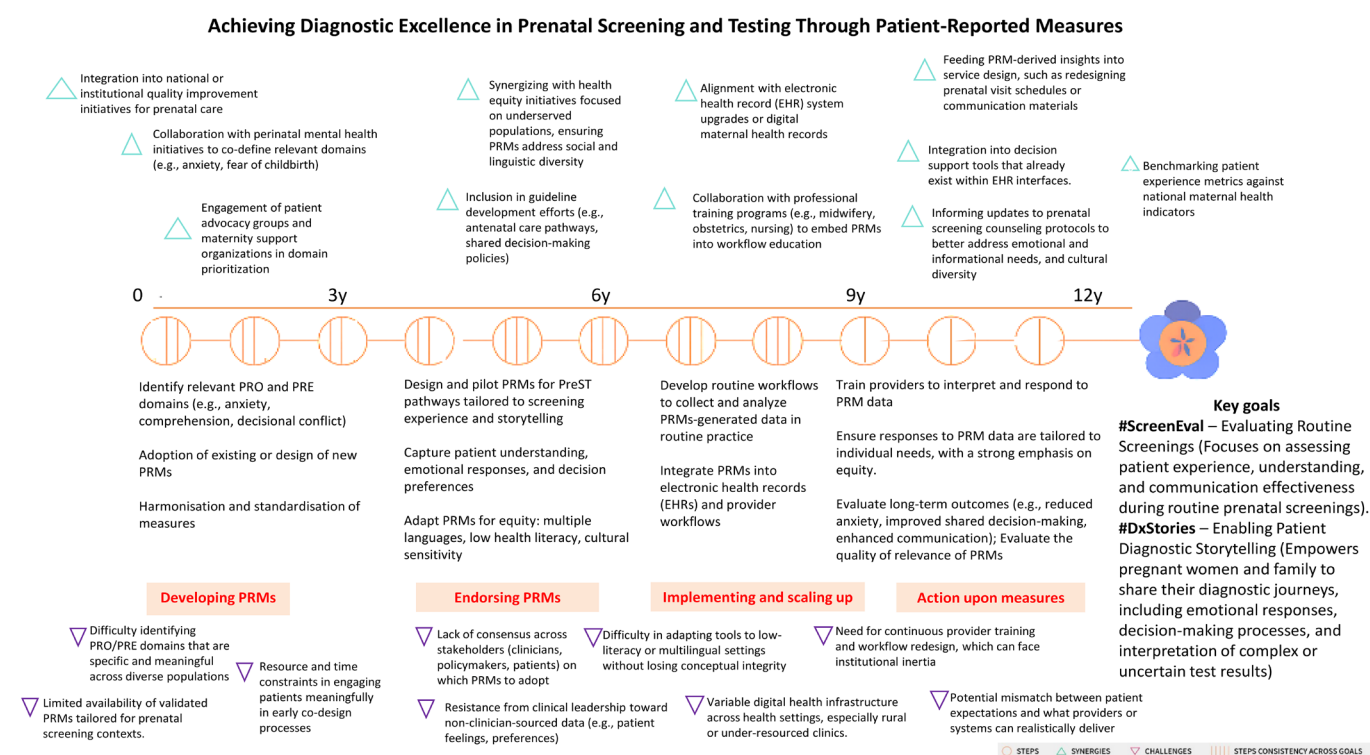 Achieving Diagnostic Excellence in Prenatal Screening and Testing Through Patient-Reported Measures
Integration into national or
institutional quality improvement
initiatives for prenatal care
Collaboration with perinatal mental health
initiatives to co-define relevant domains
(e.g., anxiety, fear of childbirth)
Engagement of patient
advocacy groups and
maternity support
organizations in domain
prioritization
Synergizing with health
equity initiatives focused
on underserved
populations, ensuring
PRMs address social and
linguistic diversity
Inclusion in guideline
development efforts (e.g.,
antenatal care pathways,
shared decision-making
policies)
Alignment with electronic
health record (EHR) system
upgrades or digital
maternal health records
Collaboration with professional
training programs (e.g., midwifery,
obstetrics, nursing) to embed PRMs
into workflow education
Feeding PRM-derived insights into
service design, such as redesigning
prenatal visit schedules or
communication materials
Integration into decision
support tools that already
exist within EHR interfaces.
Informing updates to prenatal
screening counseling protocols to
better address emotional and
informational needs, and cultural
diversity
Benchmarking patient
experience metrics against
national maternal health
indicators
0 3y 6y 9y 12y
Identify relevant PRO and PRE
domains (e.g., anxiety,
comprehension, decisional conflict)
Adoption of existing or design of new
PRMs
Harmonisation and standardisation of
measures
Design and pilot PRMs for PreST
pathways tailored to screening
experience and storytelling
Capture patient understanding,
emotional responses, and decision
preferences
Adapt PRMs for equity: multiple
languages, low health literacy, cultural
sensitivity
Develop routine workflows
to collect and analyze
PRMs-generated data in
routine practice
Integrate PRMs into
electronic health records
(EHRs) and provider
workflows
Train providers to interpret and respond to
PRM data
Ensure responses to PRM data are tailored to
individual needs, with a strong emphasis on
equity.
Evaluate long-term outcomes (e.g., reduced
anxiety, improved shared decision-making,
enhanced communication); Evaluate the
quality of relevance of PRMs
Key goals
#ScreenEval – Evaluating Routine
Screenings (Focuses on assessing
patient experience, understanding,
and communication effectiveness
during routine prenatal screenings).
#DxStories – Enabling Patient
Diagnostic Storytelling (Empowers
pregnant women and family to
share their diagnostic journeys,
including emotional responses,
decision-making processes, and
interpretation of complex or
uncertain test results)
Developing PRMs
Endorsing PRMs
Implementing and scaling up
Action upon measures
Difficulty identifying
PRO/PRE domains that are
specific and meaningful
across diverse populations
Limited availability of validated
PRMs tailored for prenatal
screening contexts.
Resource and time
constraints in engaging
patients meaningfully
in early co-design
processes
Lack of consensus across
stakeholders (clinicians,
policymakers, patients) on
which PRMs to adopt
Resistance from clinical leadership toward
non-clinician-sourced data (e.g., patient
feelings, preferences)
Difficulty in adapting tools to low-
literacy or multilingual settings
without losing conceptual integrity
Variable digital health infrastructure
across health settings, especially rural
or under-resourced clinics.
Need for continuous provider training
and workflow redesign, which can face
institutional inertia
Potential mismatch between patient
expectations and what providers or
systems can realistically deliver
STEPS SYNERGIES CHALLENGES STEPS CONSISTENCY ACROSS GOALS